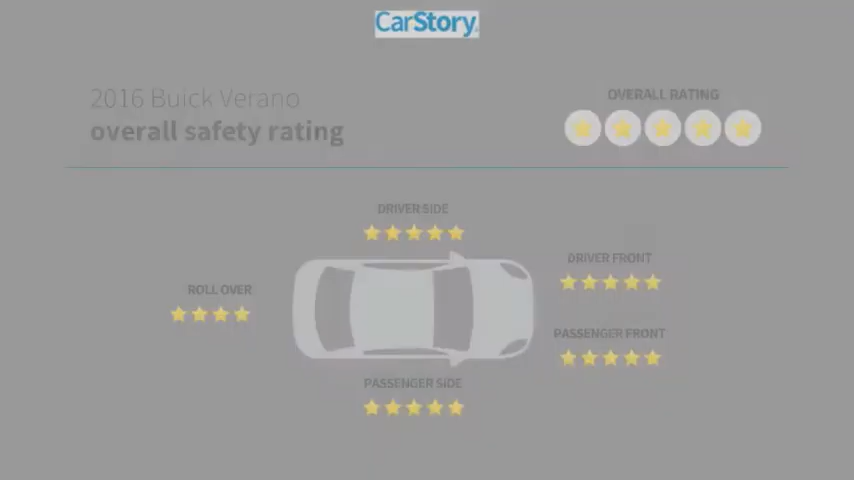 CarStory
2016 Buick Verano
overall safety rating
OVERALL RATING
DRIVER SIDE
DRIVER FRONT
ROLL OVER
PASSENGER FRONT
PASSENGER SIDE